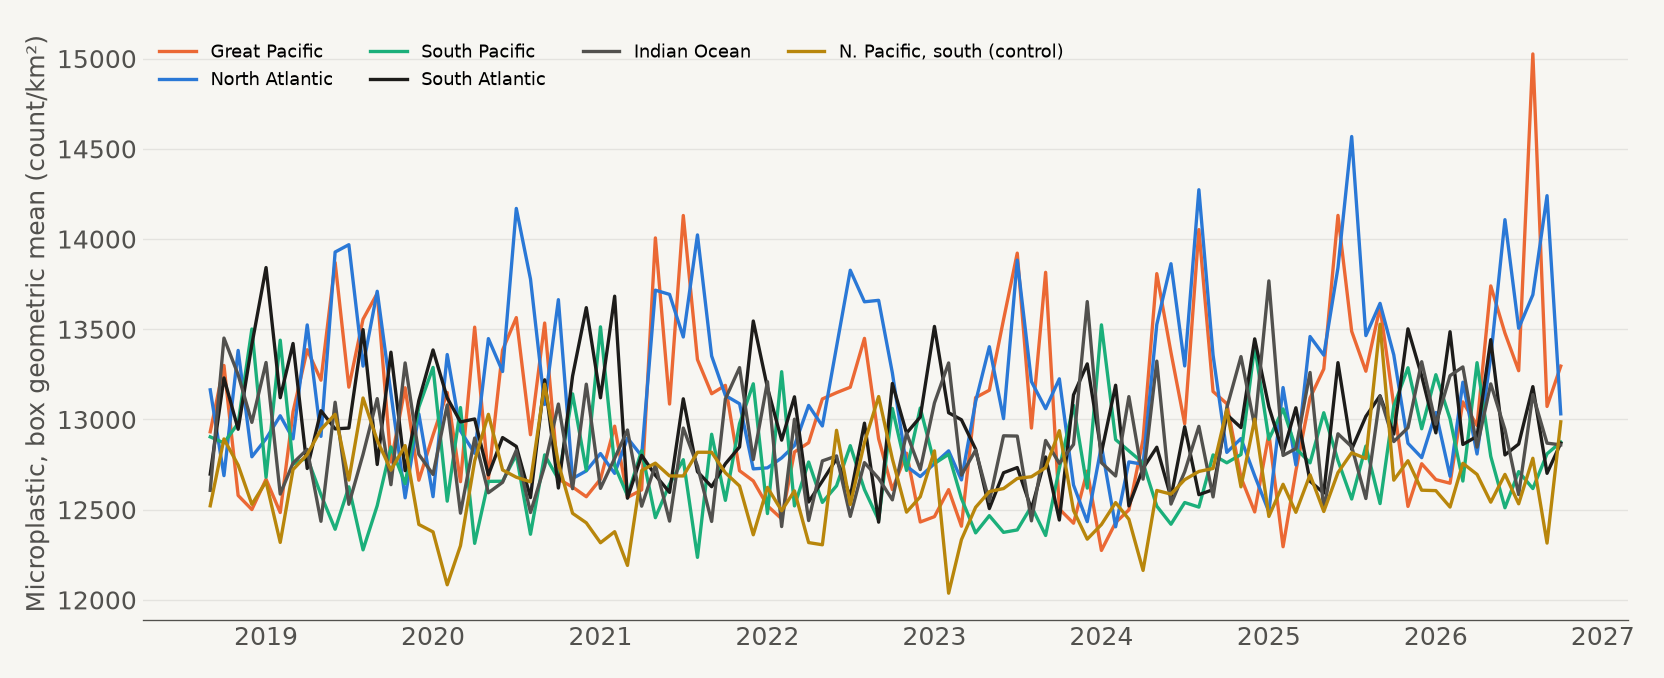 Great Pacific South Pacific Indian Ocean N. Pacific, south (control)
North Atlantic South Atlantic
Microplastic, box geometric mean (count/km²)
15000
14500
14000
13500
13000
12500
12000
2019 2020 2021 2022 2023 2024 2025 2026 2027